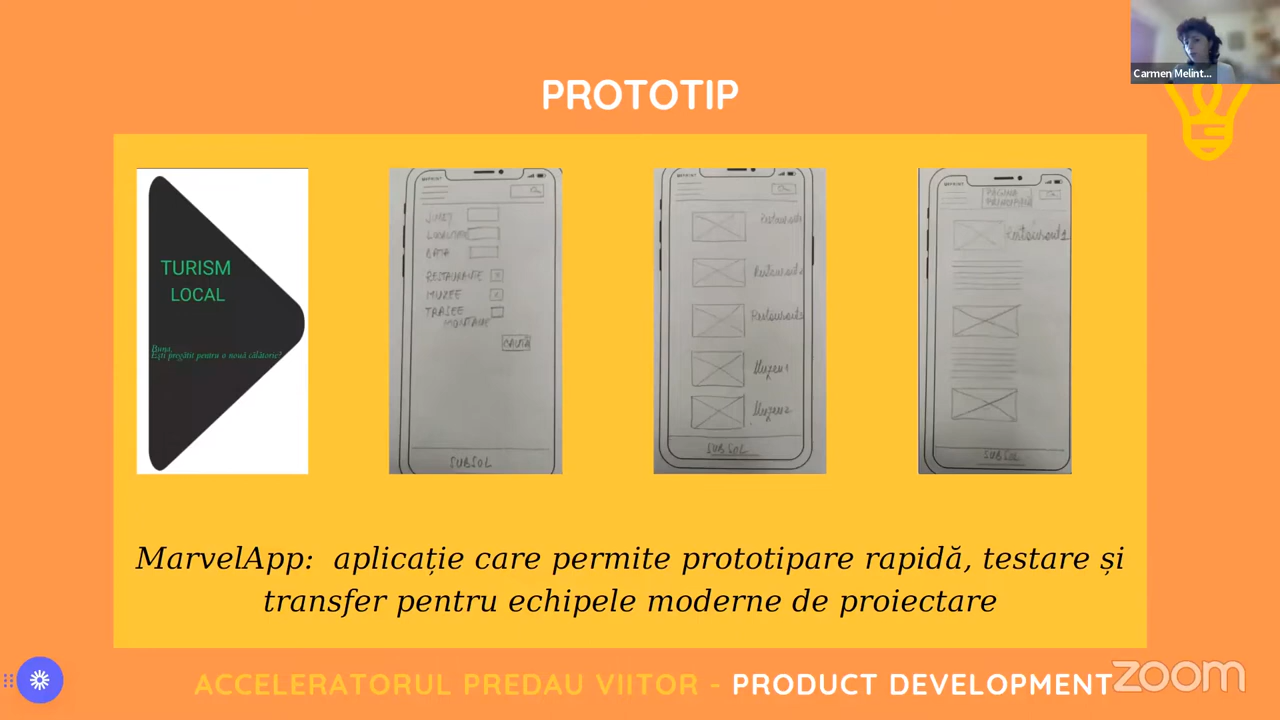 Carmen Melint...
PROTOTIP
TURISM
LOCAL
Buna,
Ești pregătit pentru o nouă călătorie?
JUDEȚ
LOCALITATE
DATA
RESTAURANTE
MUZEE
TRASEE
MONTANE
CAUTĂ
SUBSOL
Restaurant1
Restaurant2
Restaurant3
Muzeu1
Muzeu2
SUBSOL
PAGINA
PRINCIPALĂ
Restaurant1
SUBSOL
MarvelApp: aplicație care permite prototipare rapidă, testare și
transfer pentru echipele moderne de proiectare
ACCELERATORUL PREDAU VIITOR - PRODUCT DEVELOPMENT
zoom